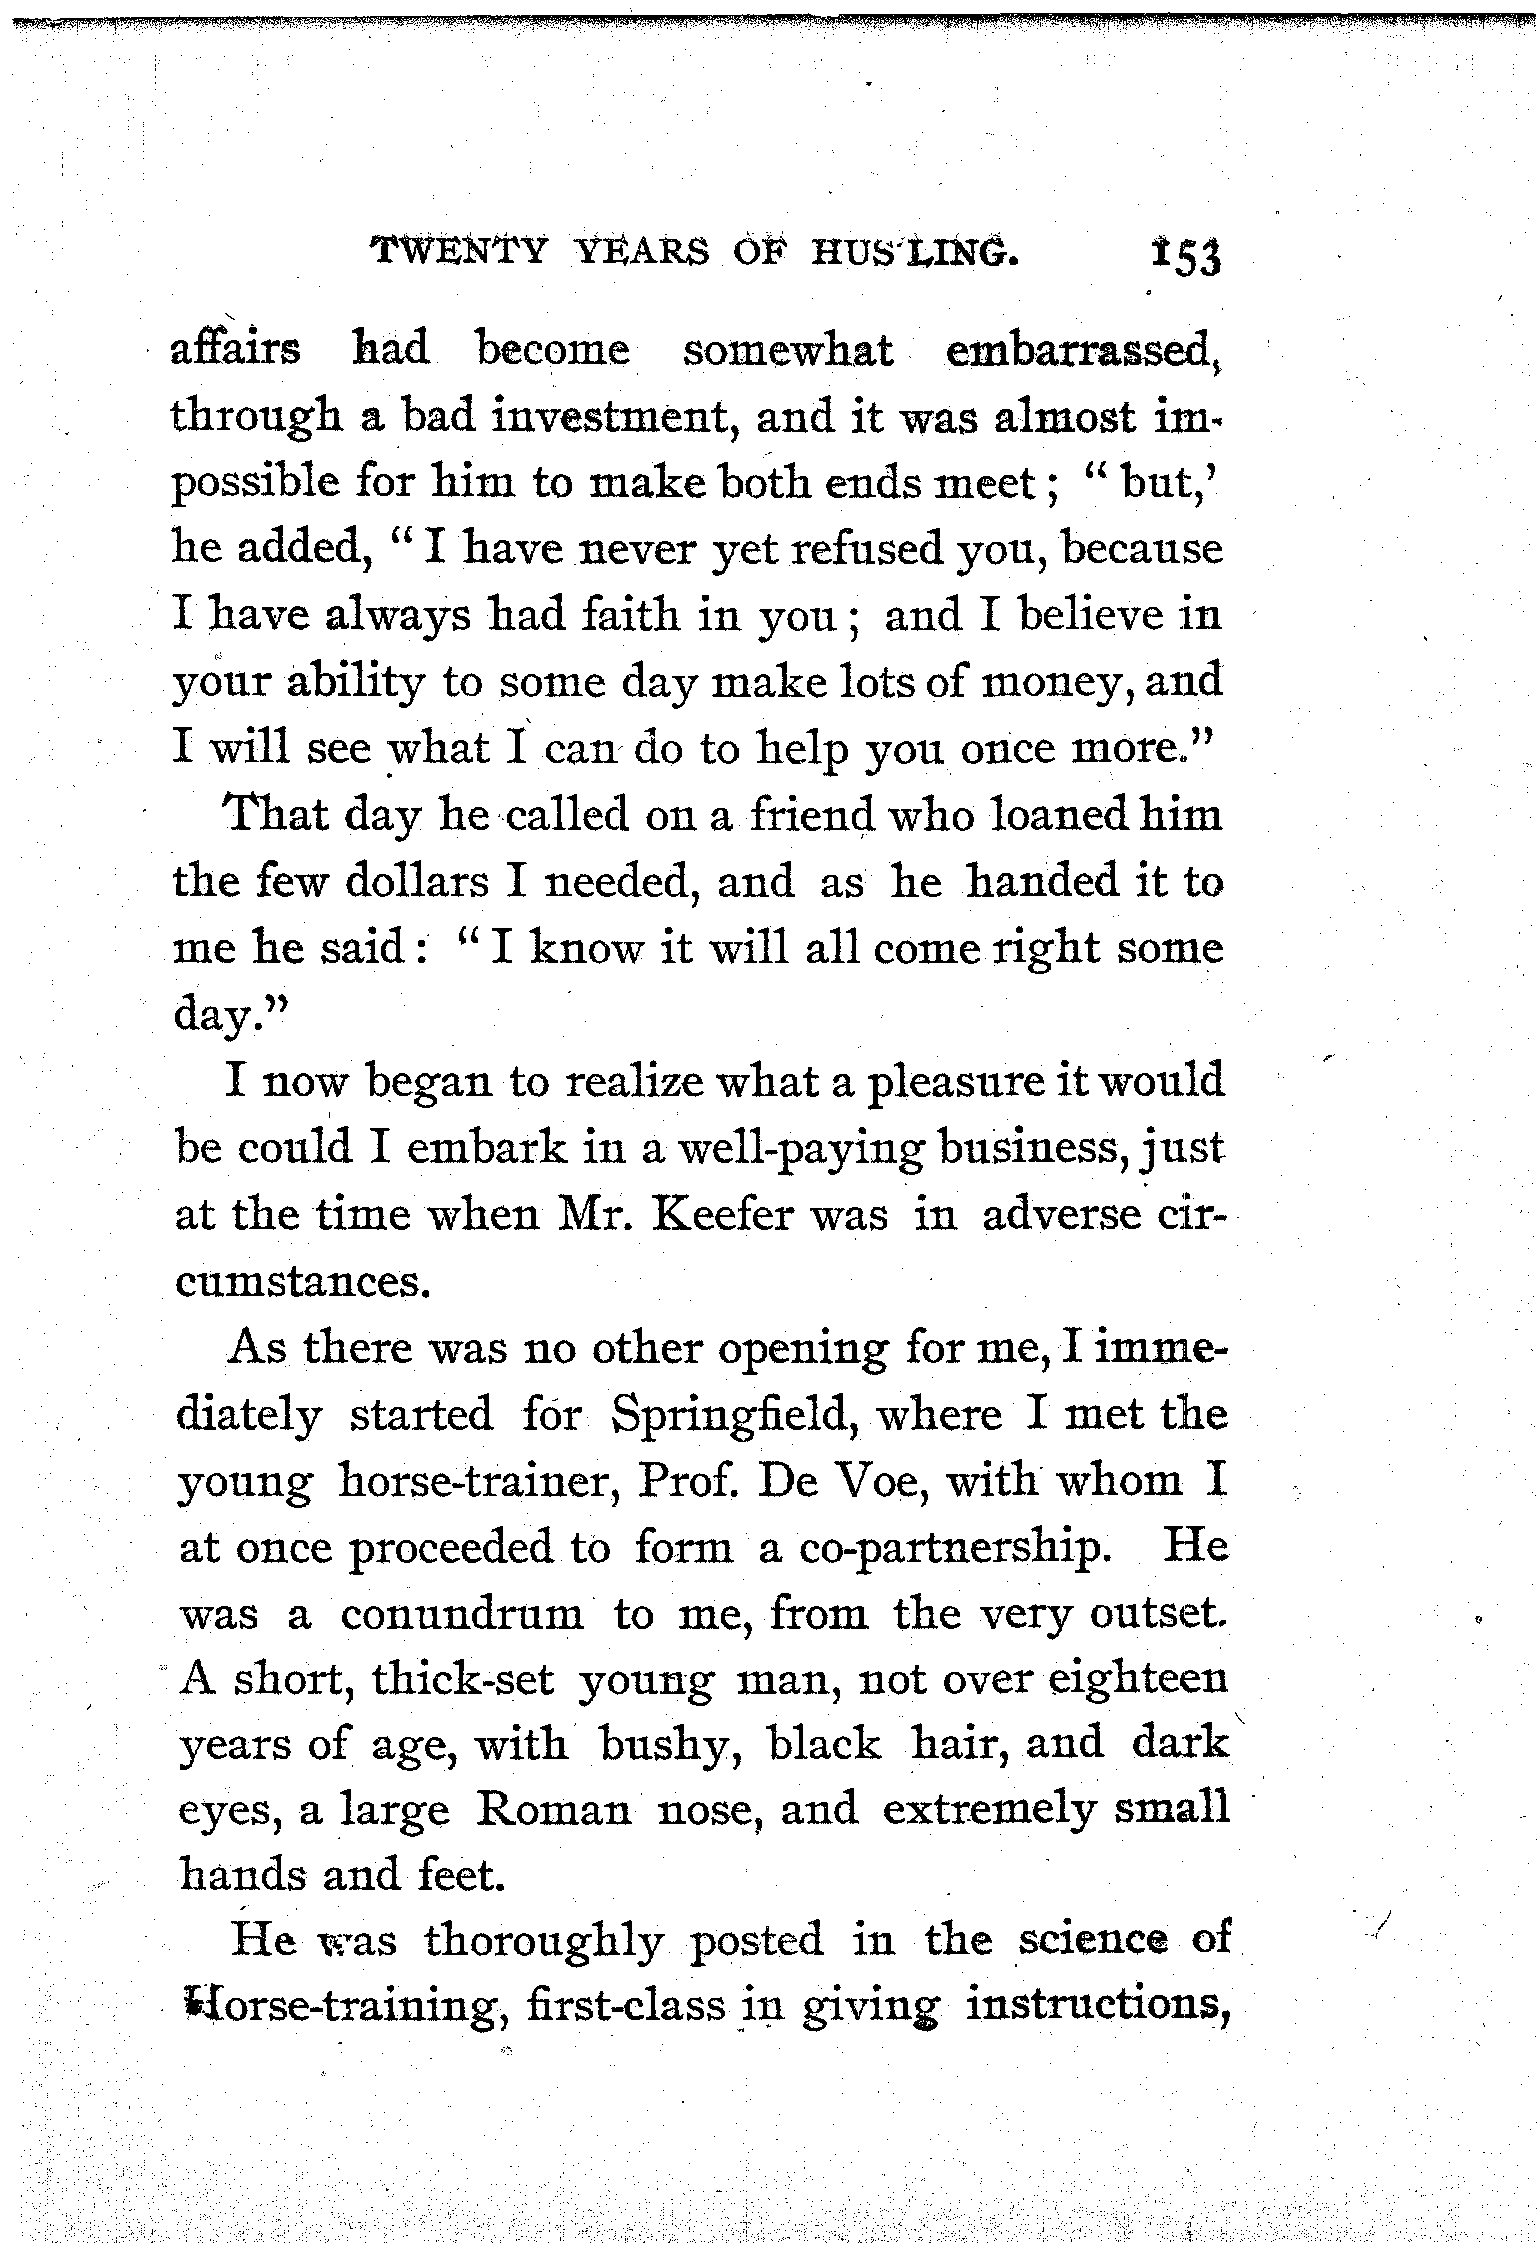 TWENTY YEARS OF HUS'LING. 153
affairs had become somewhat embarrassed,
through a bad investment, and it was almost im-
possible for him to make both ends meet; "but,'
he added, "I have never yet refused you, because
I have always had faith in you; and I believe in
your ability to some day make lots of money, and
I will see what I can do to help you once more."
That day he called on a friend who loaned him
the few dollars I needed, and as he handed it to
me he said: "I know it will all come right some
day."
I now began to realize what a pleasure it would
be could I embark in a well-paying business, just
at the time when Mr. Keefer was in adverse cir-
cumstances.
As there was no other opening for me, I imme-
diately started for Springfield, where I met the
young horse-trainer, Prof. De Voe, with whom I
at once proceeded to form a co-partnership. He
was a conundrum to me, from the very outset.
A short, thick-set young man, not over eighteen
years of age, with bushy, black hair, and dark
eyes, a large Roman nose, and extremely small
hands and feet.
He was thoroughly posted in the science of
Horse-training, first-class in giving instructions,